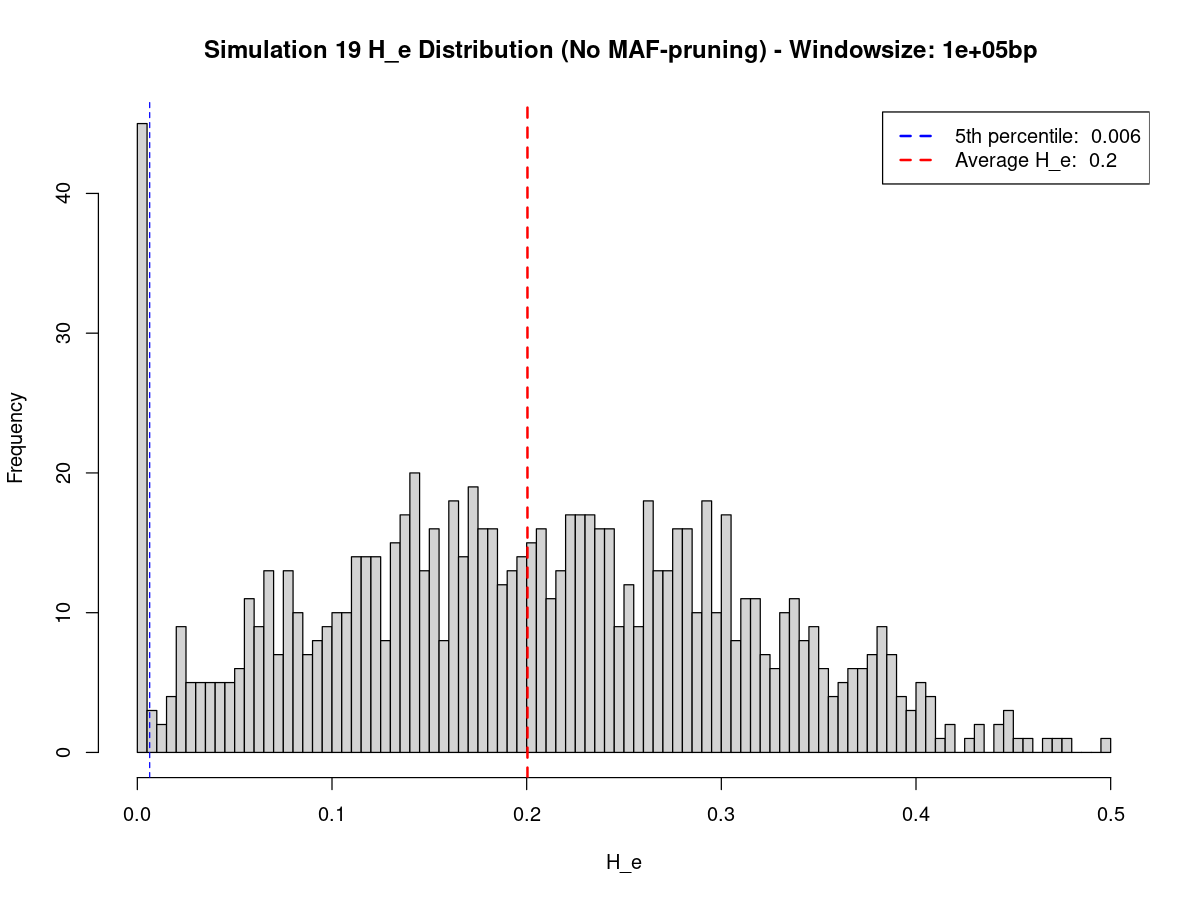 Simulation 19 H_e Distribution (No MAF-pruning) - Windowsize: 1e+05bp
5th percentile:  0.006
Average H_e:  0.2
Frequency
40
30
20
10
0
0.0 0.1 0.2 0.3 0.4 0.5
H_e